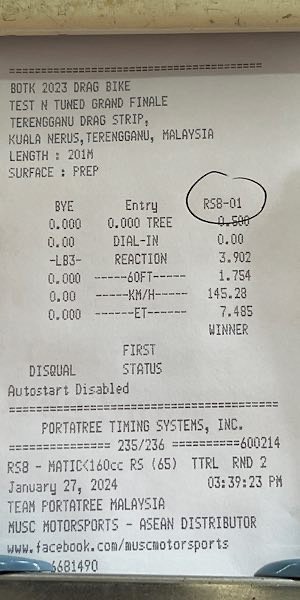 =====================================
BOTK 2023 DRAG BIKE
TEST N TUNED GRAND FINALE
TERENGGANU DRAG STRIP,
KUALA NERUS,TERENGGANU, MALAYSIA
LENGTH : 201M
SURFACE : PREP
BYE Entry RS8-01
0.000 0.000 TREE 0.500
0.00 DIAL-IN 0.00
-LB3- REACTION 3.902
0.000 ------60FT----- 1.754
0.00 -----KM/H----- 145.28
0.000 ------ET----- 7.485
WINNER
FIRST
DISQUAL STATUS
Autostart Disabled
=====================================
PORTATREE TIMING SYSTEMS, INC.
=============== 235/236 ==========600214
RS8 - MATIC<160cc RS (65) TTRL RND 2
January 27, 2024 03:39:23 PM
TEAM PORTATREE MALAYSIA
MUSC MOTORSPORTS - ASEAN DISTRIBUTOR
www.facebook.com/muscmotorsports
6681490